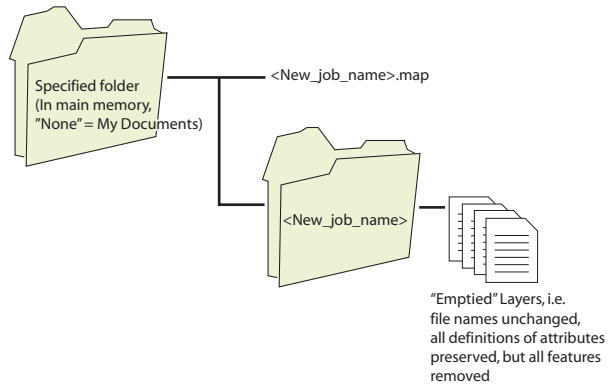 Specified folder
(In main memory,
"None" = My Documents)
<New_job_name>.map
<New_job_name>
"Emptied" Layers, i.e.
file names unchanged,
all definitions of attributes
preserved, but all features
removed